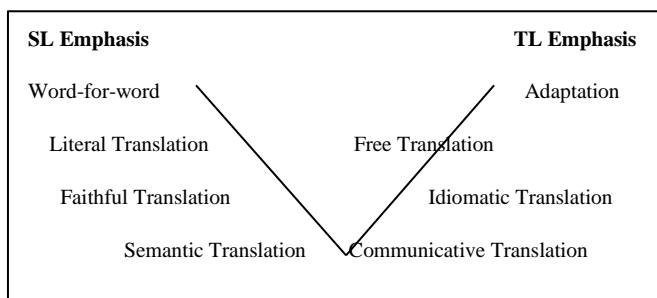 SL Emphasis TL Emphasis
Word-for-word Adaptation
Literal Translation Free Translation
Faithful Translation Idiomatic Translation
Semantic Translation Communicative Translation